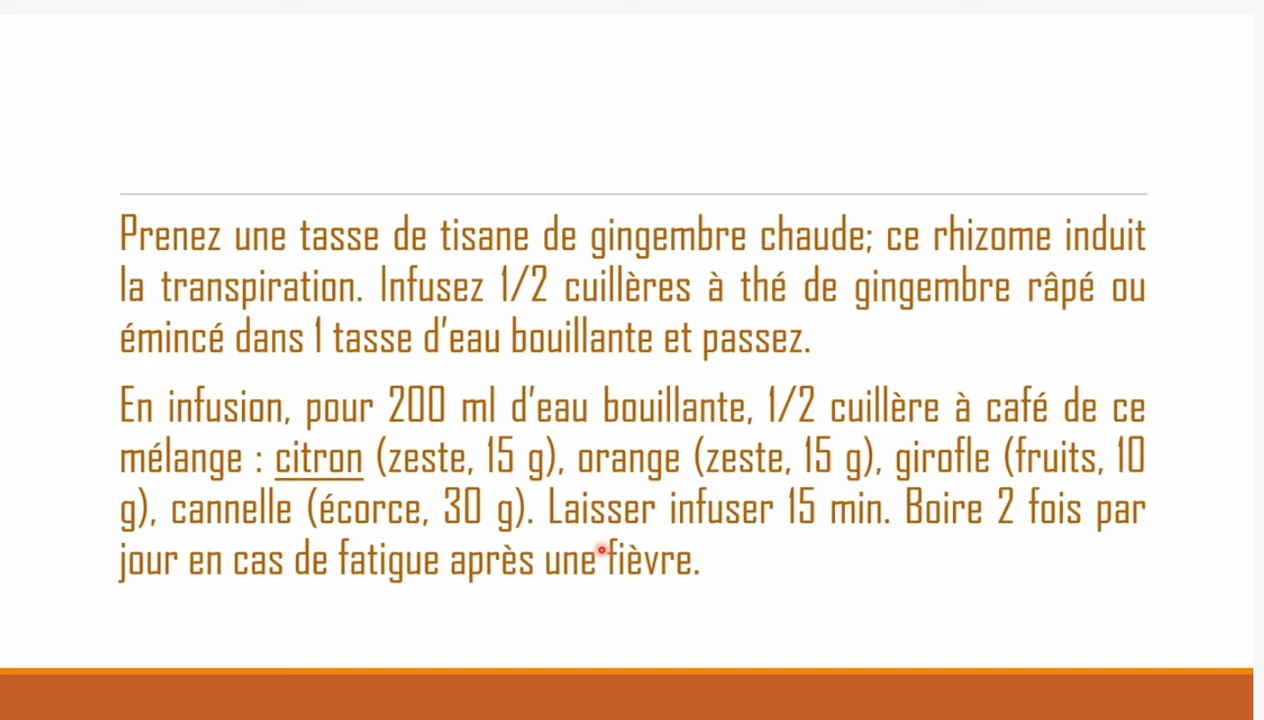 Prenez une tasse de tisane de gingembre chaude; ce rhizome induit
la transpiration. Infusez 1/2 cuillères à thé de gingembre râpé ou
émincé dans 1 tasse d’eau bouillante et passez.
En infusion, pour 200 ml d’eau bouillante, 1/2 cuillère à café de ce
mélange : citron (zeste, 15 g), orange (zeste, 15 g), girofle (fruits, 10
g), cannelle (écorce, 30 g). Laisser infuser 15 min. Boire 2 fois par
jour en cas de fatigue après une fièvre.